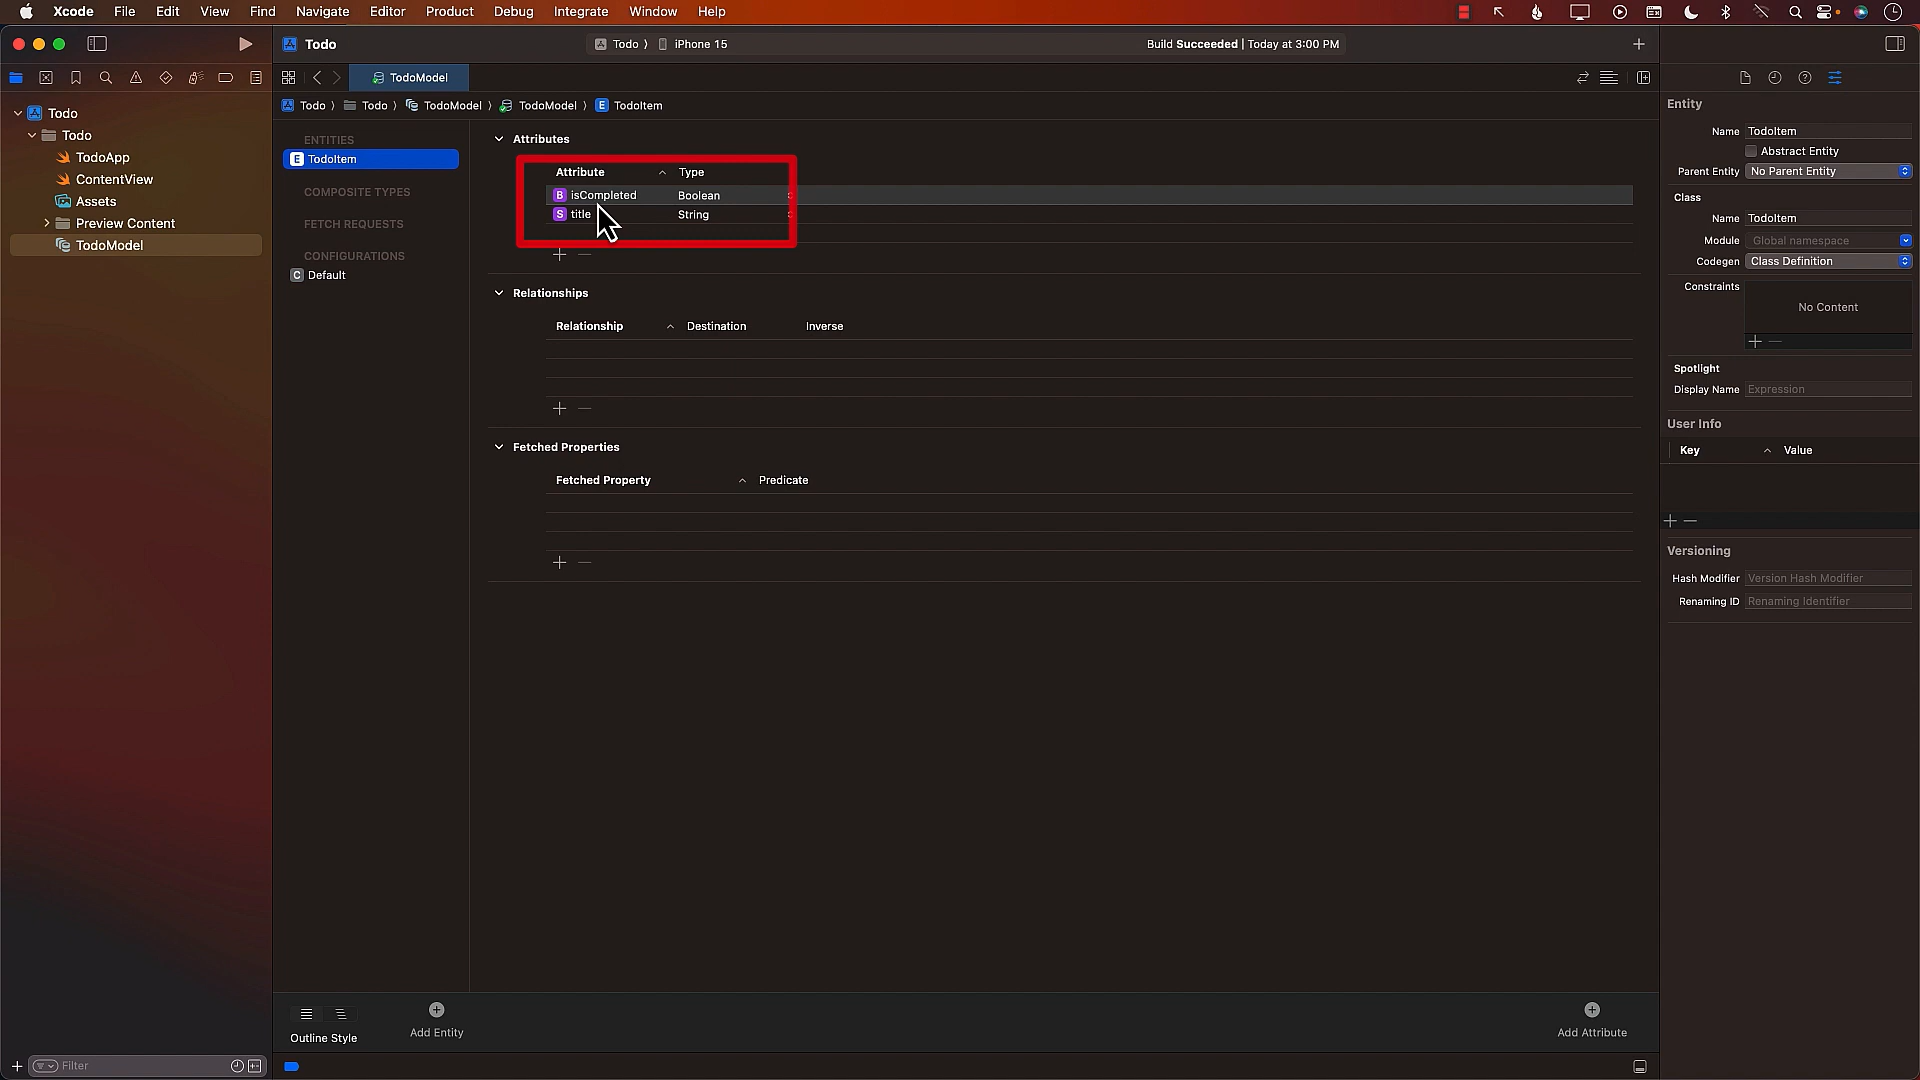 Xcode File Edit View Find Navigate Editor Product Debug Integrate Window Help
Todo
Todo iPhone 15
Build Succeeded | Today at 3:00 PM
TodoModel
Todo Todo TodoModel TodoModel E TodoItem
Todo
Todo
TodoApp
ContentView
Assets
Preview Content
TodoModel
Filter
ENTITIES
E TodoItem
COMPOSITE TYPES
FETCH REQUESTS
CONFIGURATIONS
C Default
Attributes
Attribute Type
B isCompleted Boolean
S title String
Relationships
Relationship Destination Inverse
Fetched Properties
Fetched Property Predicate
Outline Style
Add Entity
Add Attribute
Entity
Name TodoItem
Abstract Entity
Parent Entity No Parent Entity
Class
Name TodoItem
Module Global namespace
Codegen Class Definition
Constraints
No Content
Spotlight
Display Name Expression
User Info
Key Value
Versioning
Hash Modifier Version Hash Modifier
Renaming ID Renaming Identifier